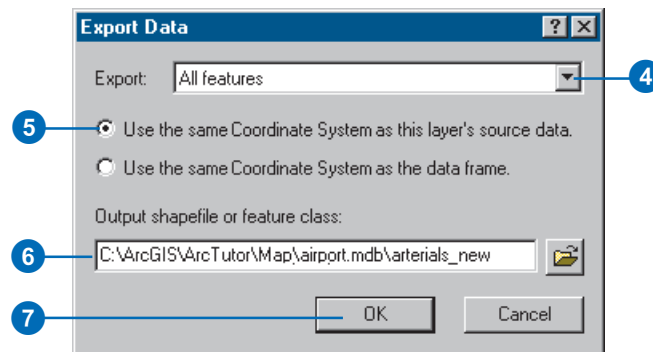 Export Data
Export: All features
4
5
Use the same Coordinate System as this layer's source data.
Use the same Coordinate System as the data frame.
Output shapefile or feature class:
6
C:\ArcGIS\ArcTutor\Map\airport.mdb\arterials_new
7
OK Cancel